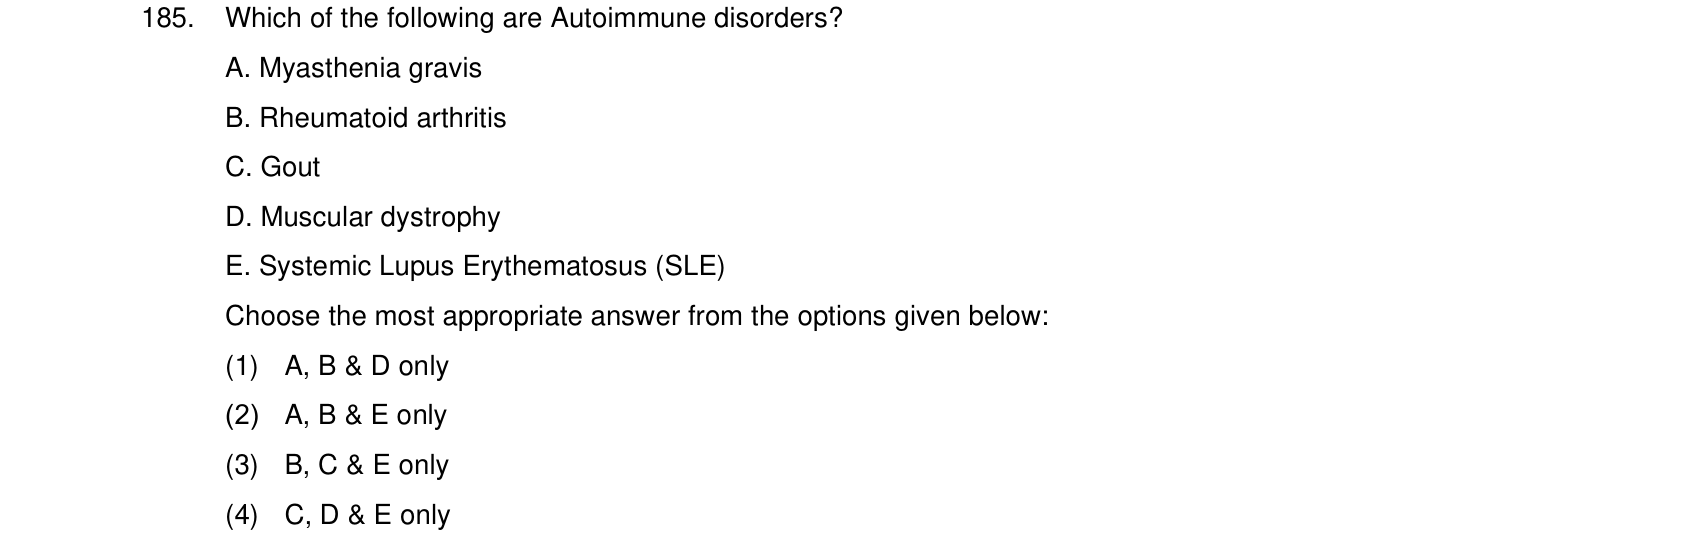 185. Which of the following are Autoimmune disorders?
A. Myasthenia gravis
B. Rheumatoid arthritis
C. Gout
D. Muscular dystrophy
E. Systemic Lupus Erythematosus (SLE)
Choose the most appropriate answer from the options given below:
(1) A, B & D only
(2) A, B & E only
(3) B, C & E only
(4) C, D & E only